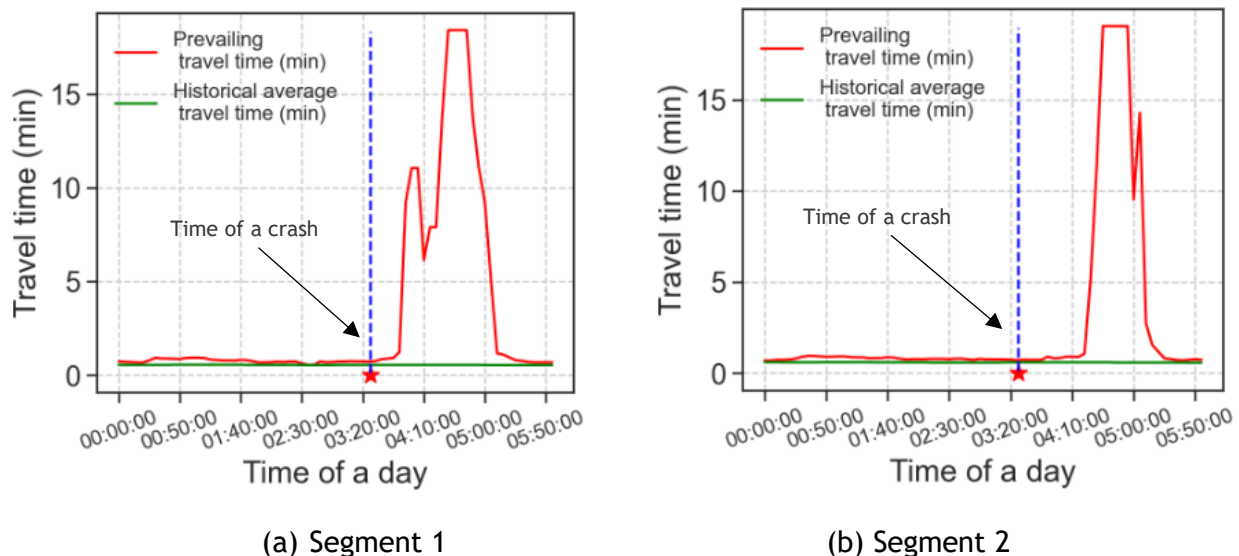 Prevailing
travel time (min)
Historical average
travel time (min)
Travel time (min)
15
10
5
0
Time of a crash
00:00:00
00:50:00
01:40:00
02:30:00
03:20:00
04:10:00
05:00:00
05:50:00
Time of a day
(a) Segment 1
Prevailing
travel time (min)
Historical average
travel time (min)
Travel time (min)
15
10
5
0
Time of a crash
00:00:00
00:50:00
01:40:00
02:30:00
03:20:00
04:10:00
05:00:00
05:50:00
Time of a day
(b) Segment 2